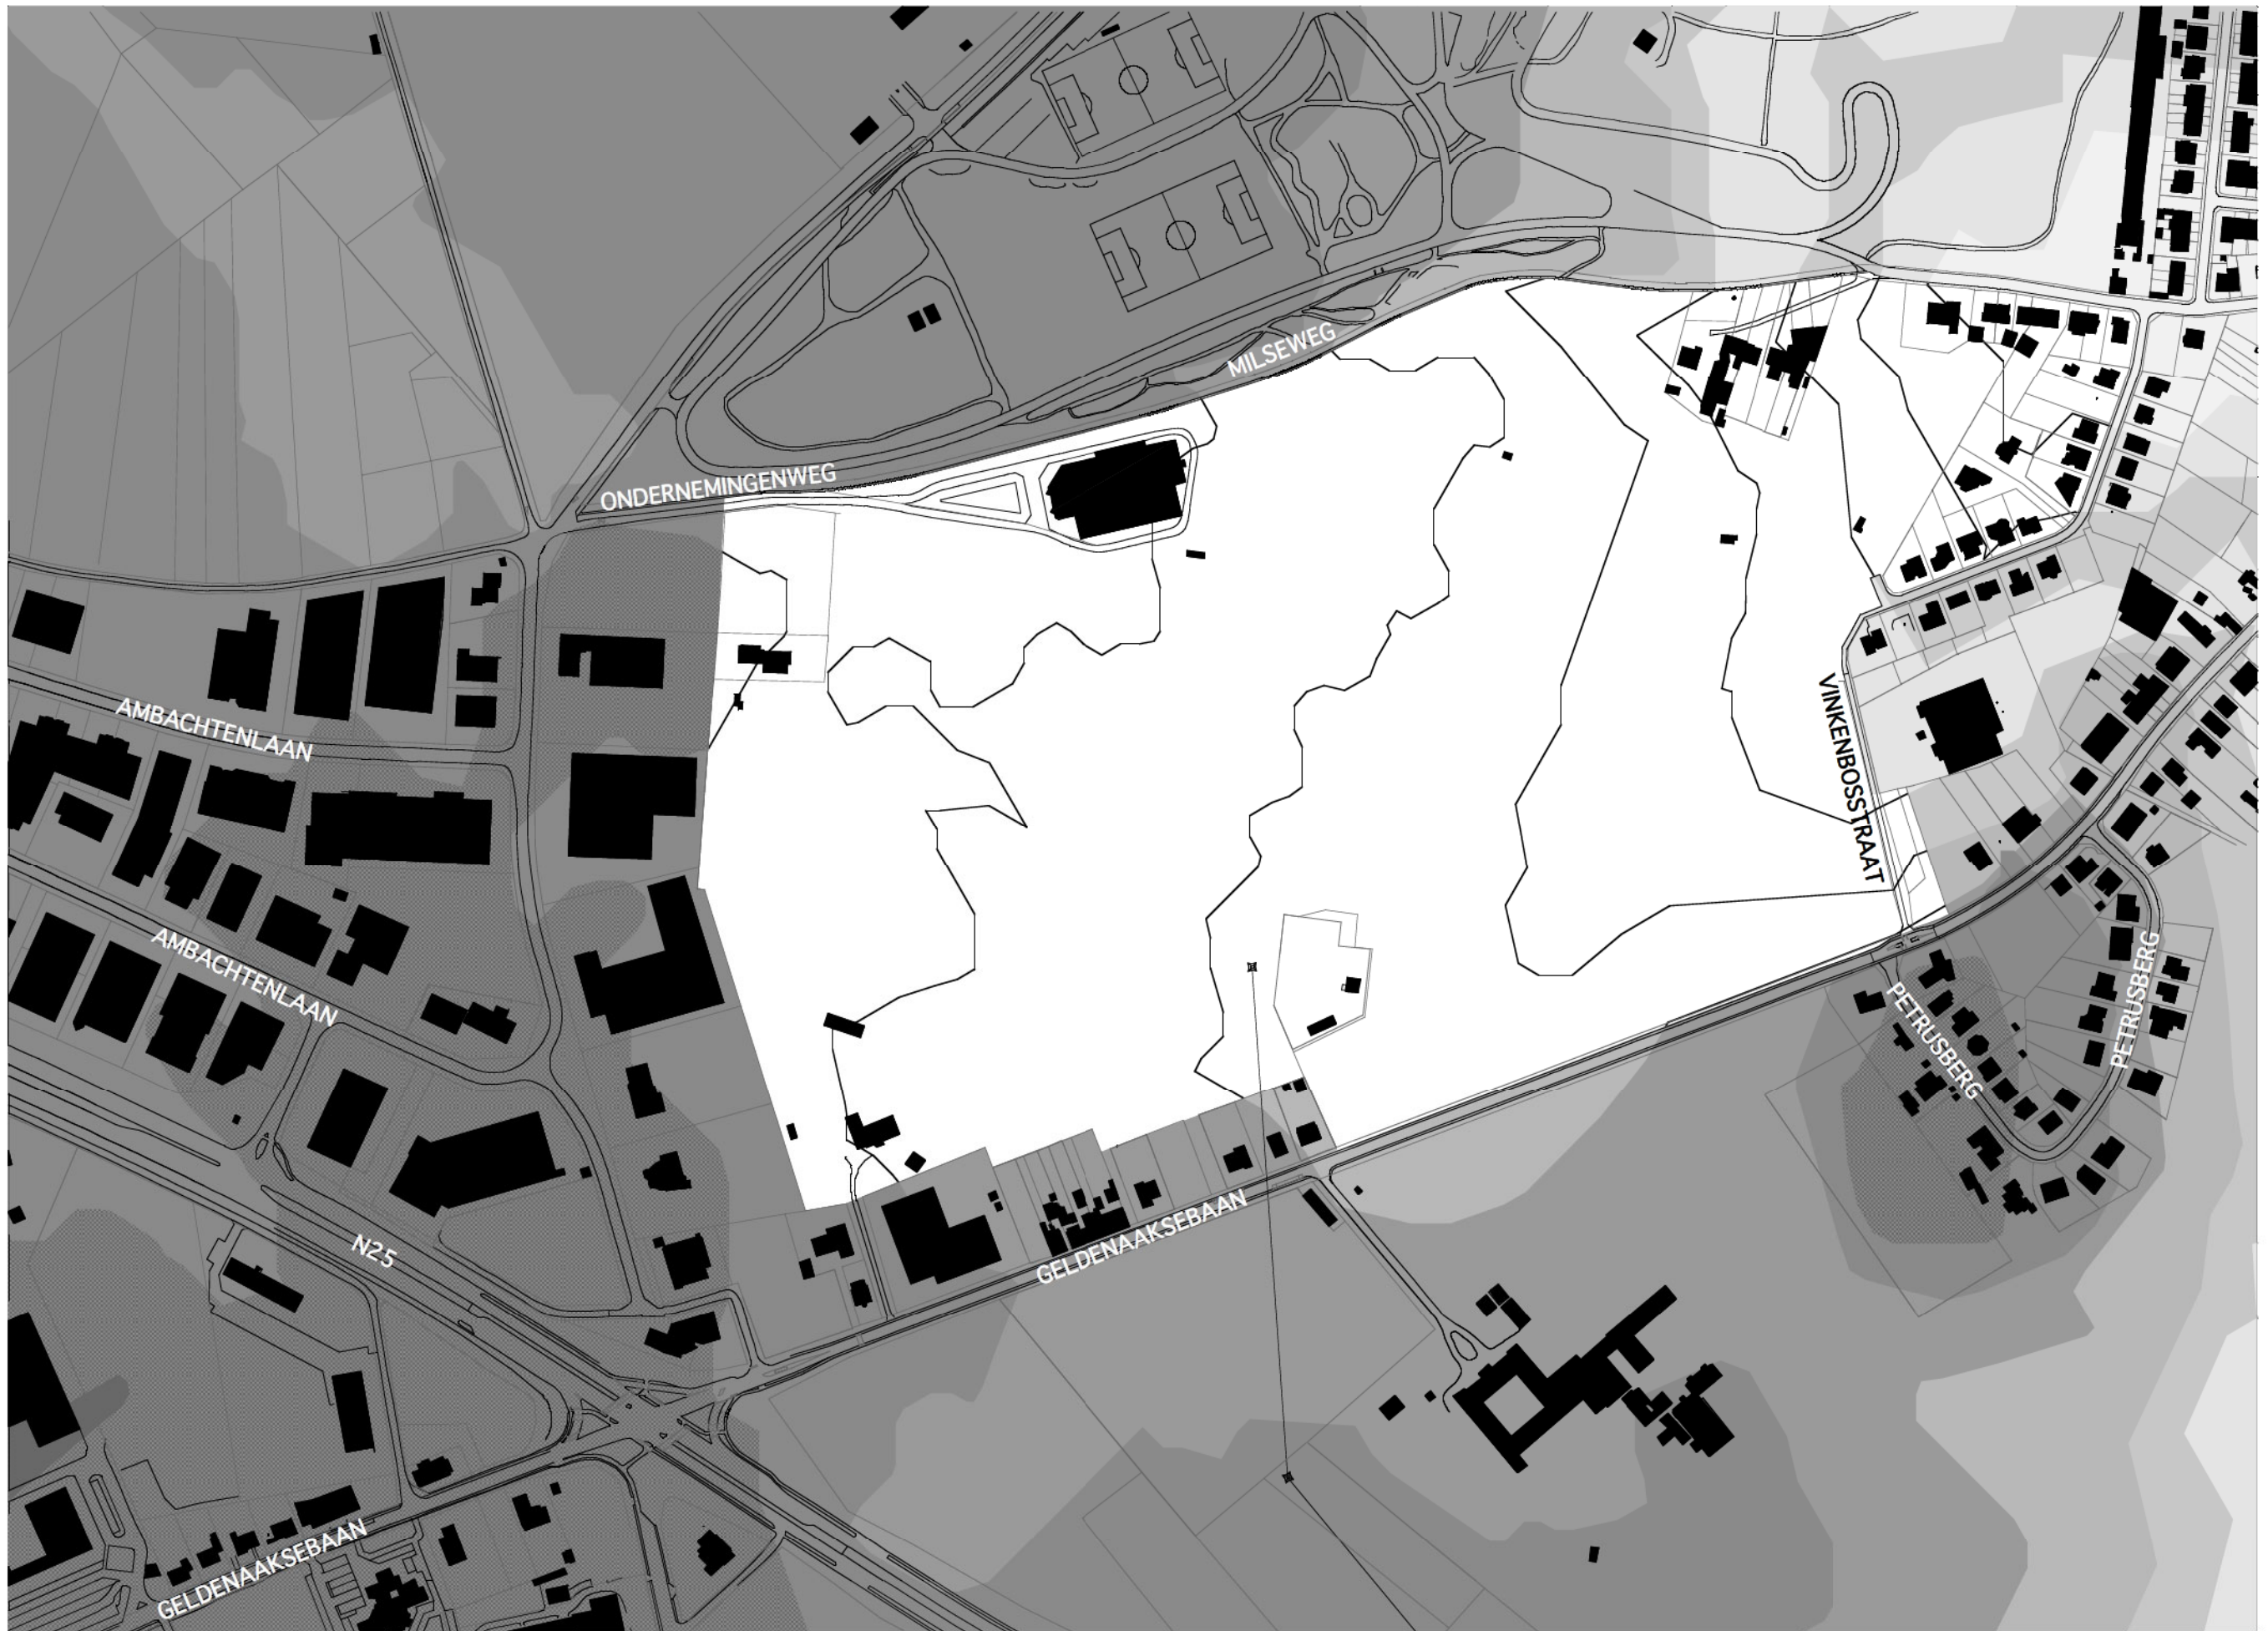 MILSEWEG
ONDERNEMINGENWEG
AMBACHTENLAAN
VINKENBOSSTRAAT
AMBACHTENLAAN
PETRUSBERG
PETRUSBERG
N25
GELDENAAKSEBAAN
GELDENAAKSEBAAN